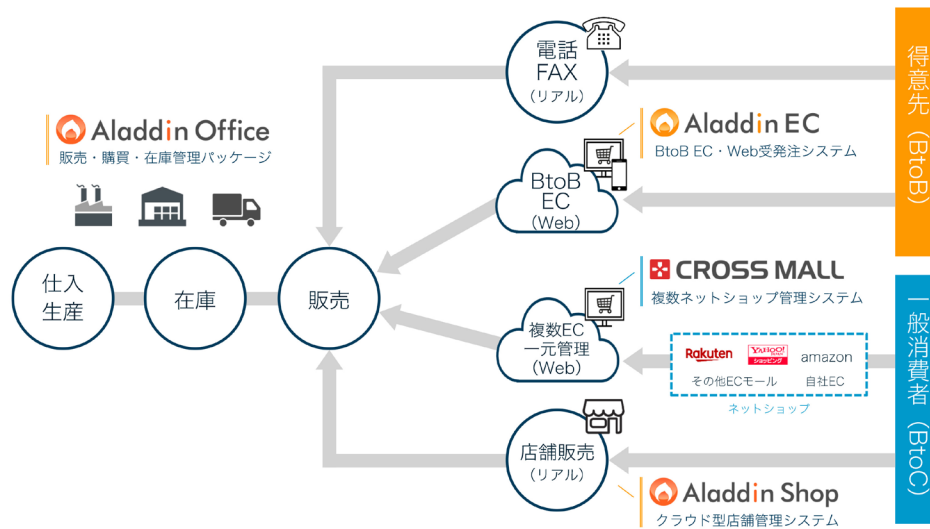 Aladdin Office
販売・購買・在庫管理パッケージ
仕入
生産
在庫
販売
電話
FAX
(リアル)
Aladdin EC
BtoB EC・Web受発注システム
BtoB
EC
(Web)
CROSS MALL
複数ネットショップ管理システム
複数EC
一元管理
(Web)
Rakuten
YAHOO!
JAPAN
ショッピング
amazon
その他ECモール
自社EC
ネットショップ
店舗販売
(リアル)
Aladdin Shop
クラウド型店舗管理システム
得意先(BtoB)
一般消費者(BtoC)